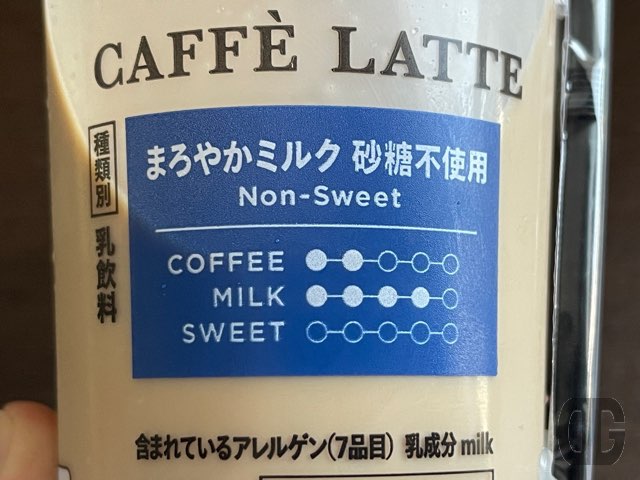 CAFFÈ LATTE
種類別 乳飲料
まろやかミルク 砂糖不使用
Non-Sweet
COFFEE
MILK
SWEET
含まれているアレルゲン(7品目) 乳成分 milk